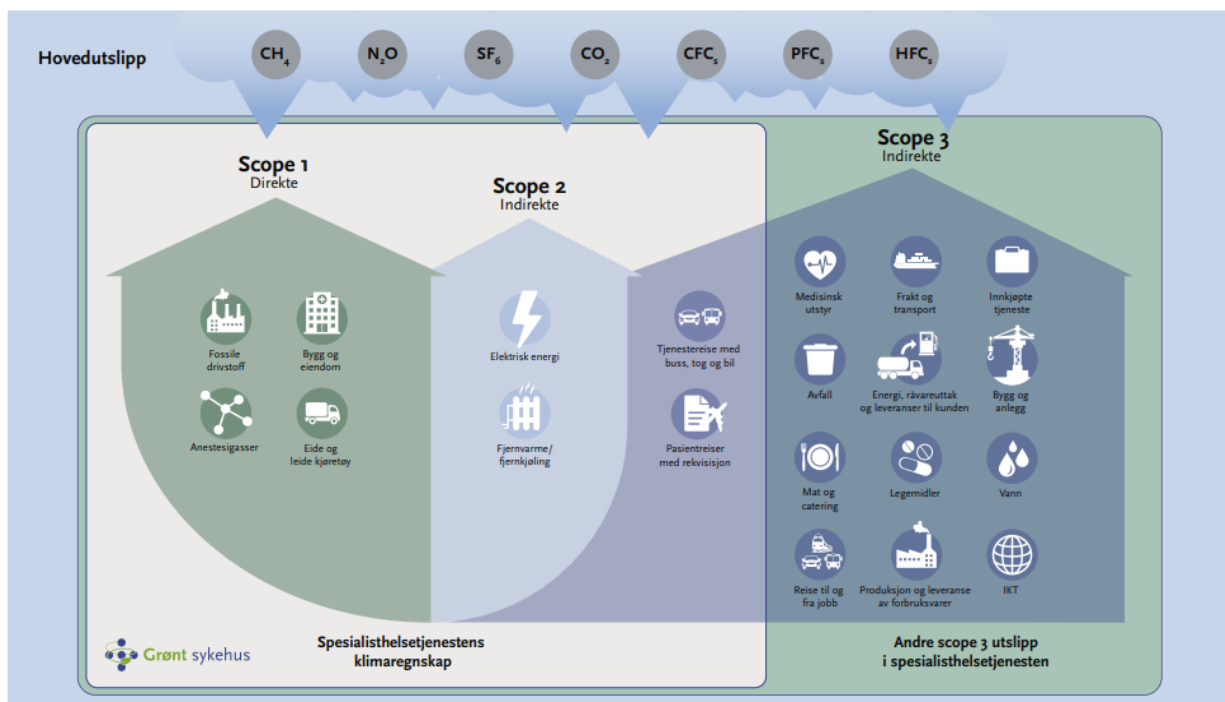 Hovedutslipp
CH₄
N₂O
SF₆
CO₂
CFCₛ
PFCₛ
HFCₛ
Scope 1
Direkte
Scope 2
Indirekte
Scope 3
Indirekte
Fossile
drivstoff
Bygg og
eiendom
Anestesigasser
Eide og
leide kjøretøy
Elektrisk energi
Fjernvarme/
fjernkjøling
Tjenestereise med
buss, tog og bil
Pasientreiser
med rekvisisjon
Medisinsk
utstyr
Frakt og
transport
Innkjøpte
tjeneste
Avfall
Energi, råvareuttak
og leveranser til kunden
Bygg og
anlegg
Mat og
catering
Legemidler
Vann
Reise til og
fra jobb
Produksjon og leveranse
av forbruksvarer
IKT
Grønt sykehus
Spesialisthelsetjenestens
klimaregnskap
Andre scope 3 utslipp
i spesialisthelsetjenesten